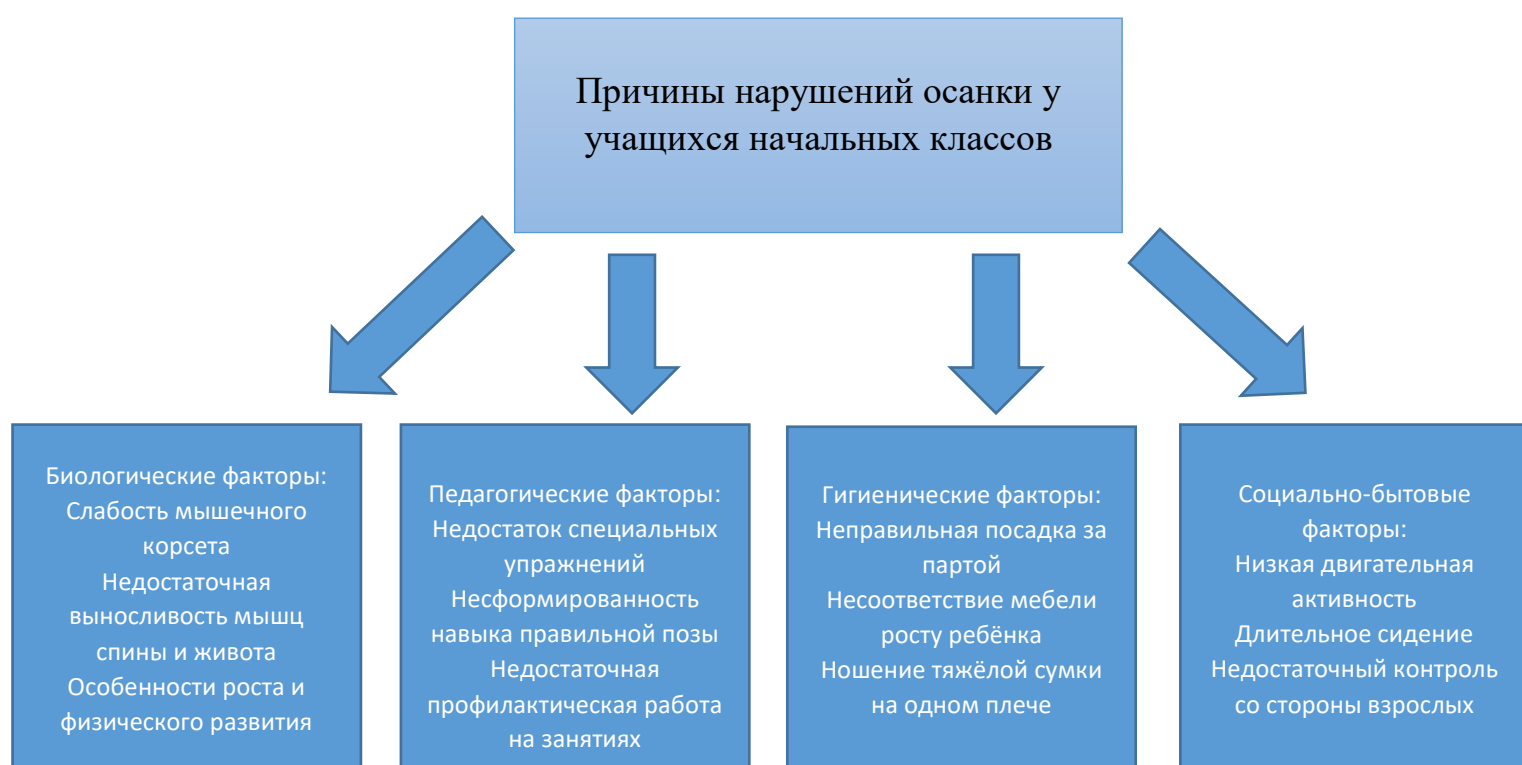 Причины нарушений осанки у
учащихся начальных классов
Биологические факторы:
Слабость мышечного
корсета
Недостаточная
выносливость мышц
спины и живота
Особенности роста и
физического развития
Педагогические факторы:
Недостаток специальных
упражнений
Несформированность
навыка правильной позы
Недостаточная
профилактическая работа
на занятиях
Гигиенические факторы:
Неправильная посадка за
партой
Несоответствие мебели
росту ребёнка
Ношение тяжёлой сумки
на одном плече
Социально-бытовые
факторы:
Низкая двигательная
активность
Длительное сидение
Недостаточный контроль
со стороны взрослых